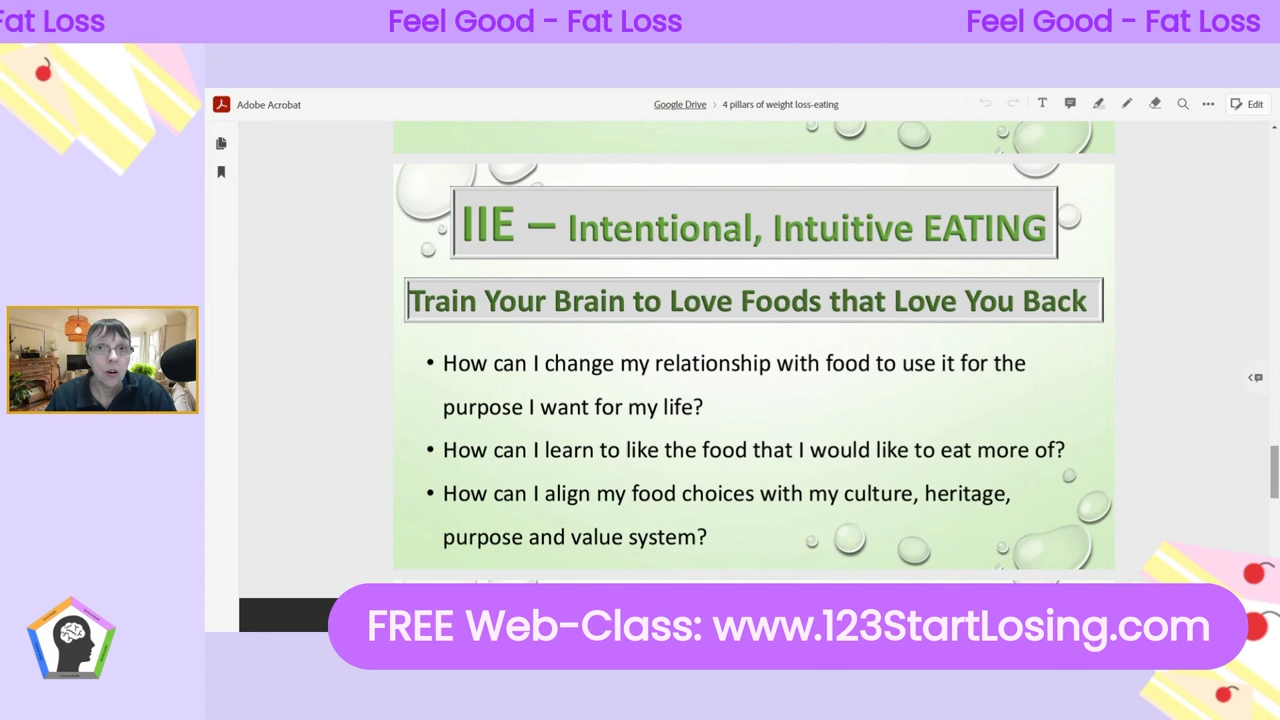 Fat Loss
Feel Good - Fat Loss
Feel Good - Fat Loss
Adobe Acrobat
Google Drive › 4 pillars of weight loss-eating
Edit
IIE – Intentional, Intuitive EATING
Train Your Brain to Love Foods that Love You Back
• How can I change my relationship with food to use it for the
purpose I want for my life?
• How can I learn to like the food that I would like to eat more of?
• How can I align my food choices with my culture, heritage,
purpose and value system?
FREE Web-Class: www.123StartLosing.com